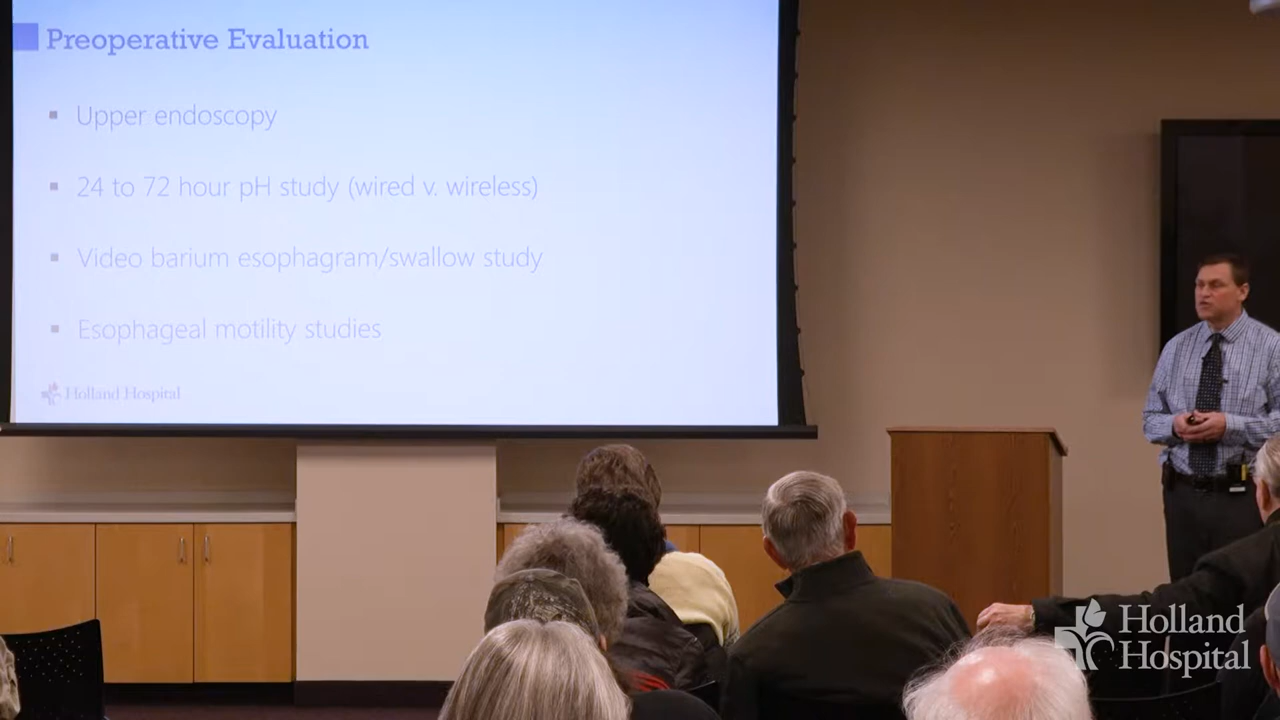 Preoperative Evaluation
Upper endoscopy
24 to 72 hour pH study (wired v. wireless)
Video barium esophagram/swallow study
Esophageal motility studies
Holland Hospital
Holland
Hospital